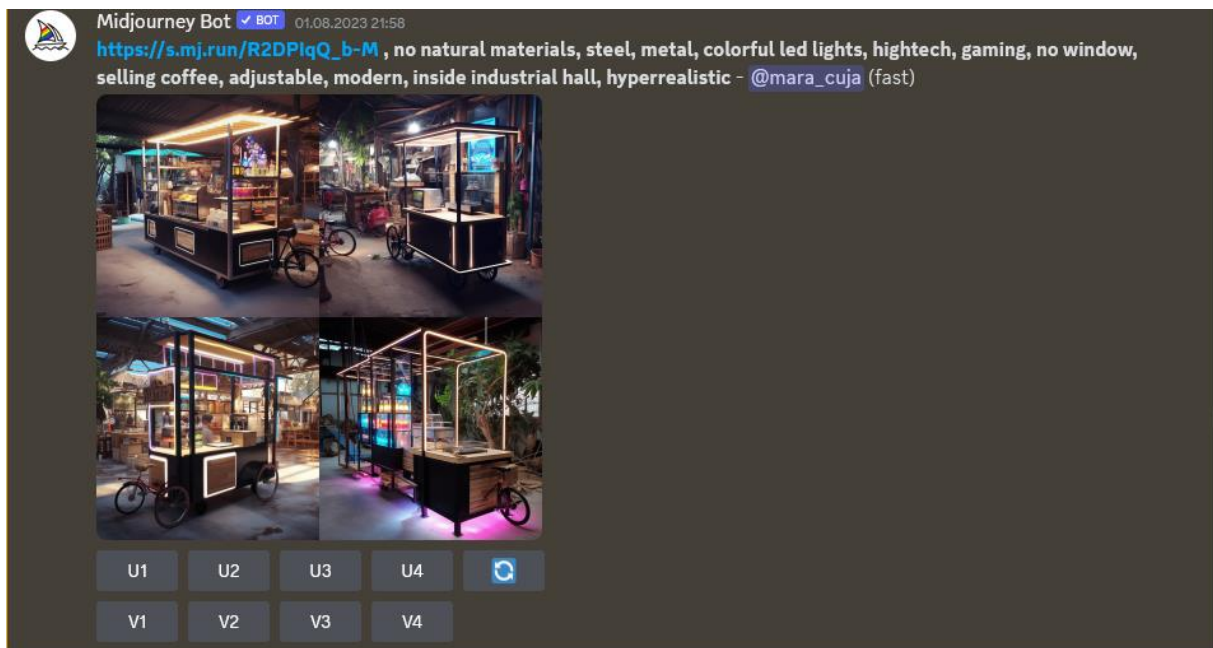 Midjourney Bot ✓ BOT 01.08.2023 21:58
https://s.mj.run/R2DPIqQ_b-M , no natural materials, steel, metal, colorful led lights, hightech, gaming, no window,
selling coffee, adjustable, modern, inside industrial hall, hyperrealistic - @mara_cuja (fast)
U1 U2 U3 U4
V1 V2 V3 V4